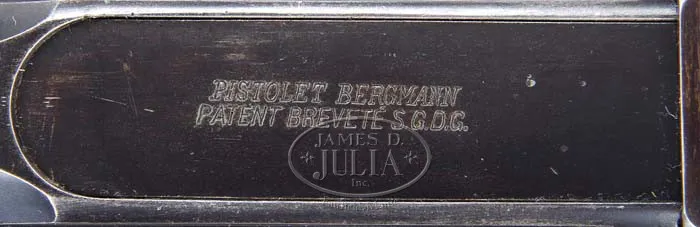 PISTOLET BERGMANN
PATENT BREVETÉ S.G.D.G.
JAMES D.
JULIA
Inc.